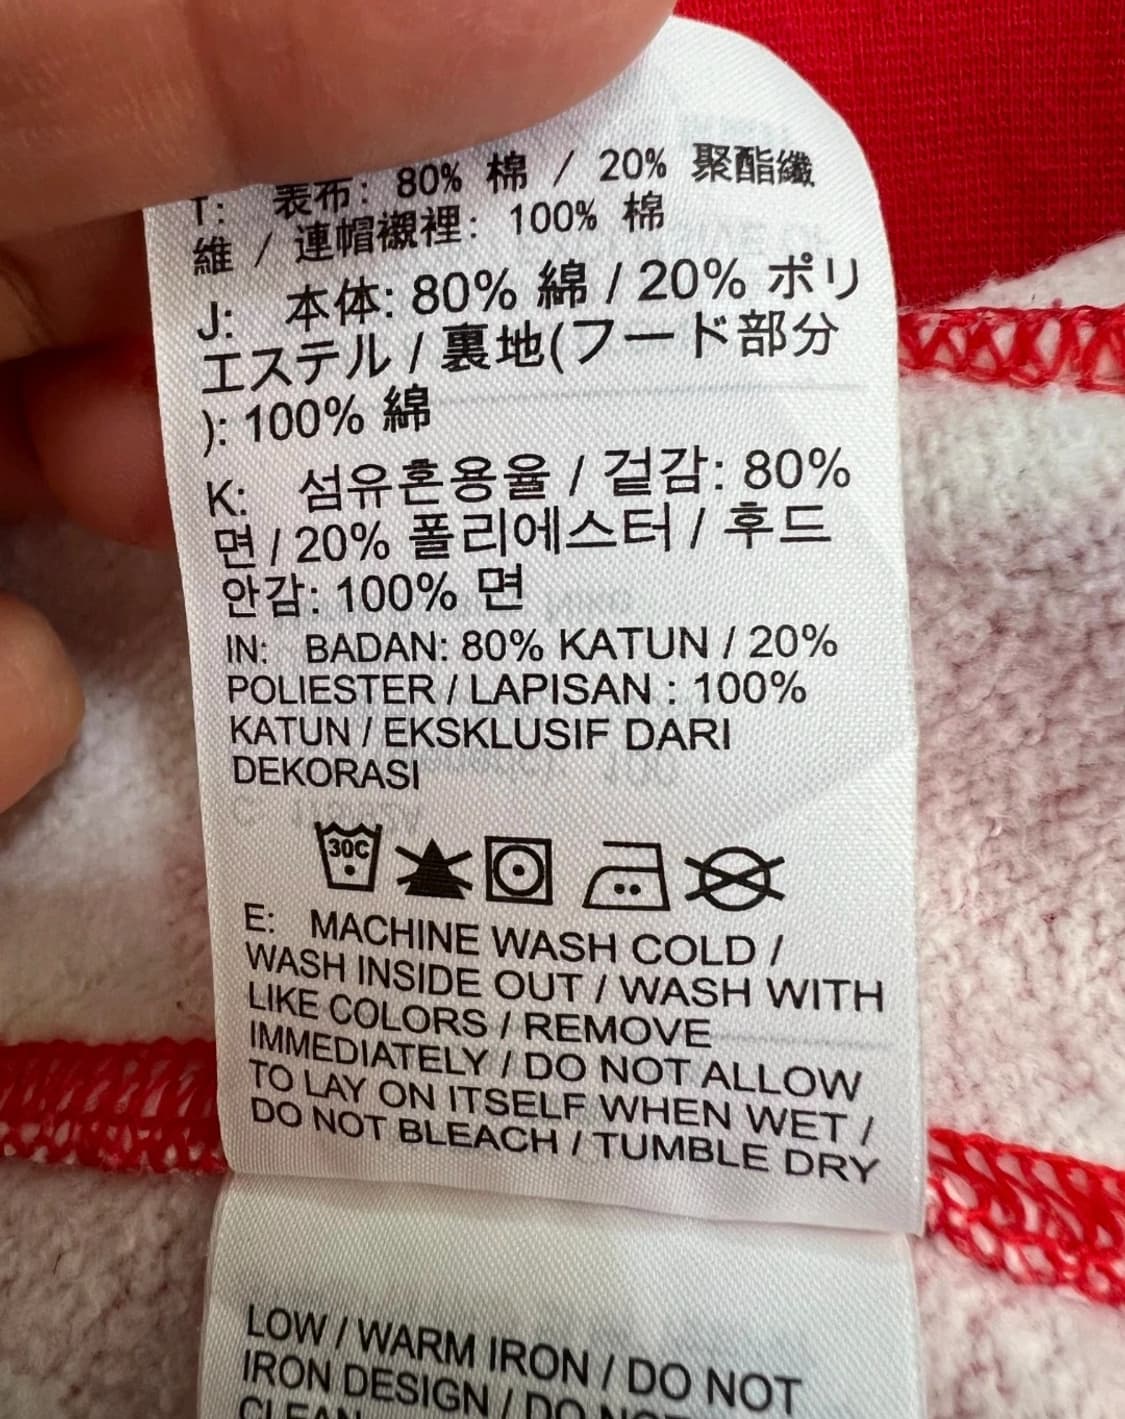 T: 表布: 80% 棉 / 20% 聚酯纖
維 / 連帽襯裡: 100% 棉
J: 本体: 80% 綿 / 20% ポリ
エステル / 裏地(フード部分
): 100% 綿
K: 섬유혼용율 / 겉감: 80%
면 / 20% 폴리에스터 / 후드
안감: 100% 면
IN: BADAN: 80% KATUN / 20%
POLIESTER / LAPISAN : 100%
KATUN / EKSKLUSIF DARI
DEKORASI
30C
E: MACHINE WASH COLD /
WASH INSIDE OUT / WASH WITH
LIKE COLORS / REMOVE
IMMEDIATELY / DO NOT ALLOW
TO LAY ON ITSELF WHEN WET /
DO NOT BLEACH / TUMBLE DRY
LOW / WARM IRON / DO NOT
IRON DESIGN / DO NOT
CLEAN